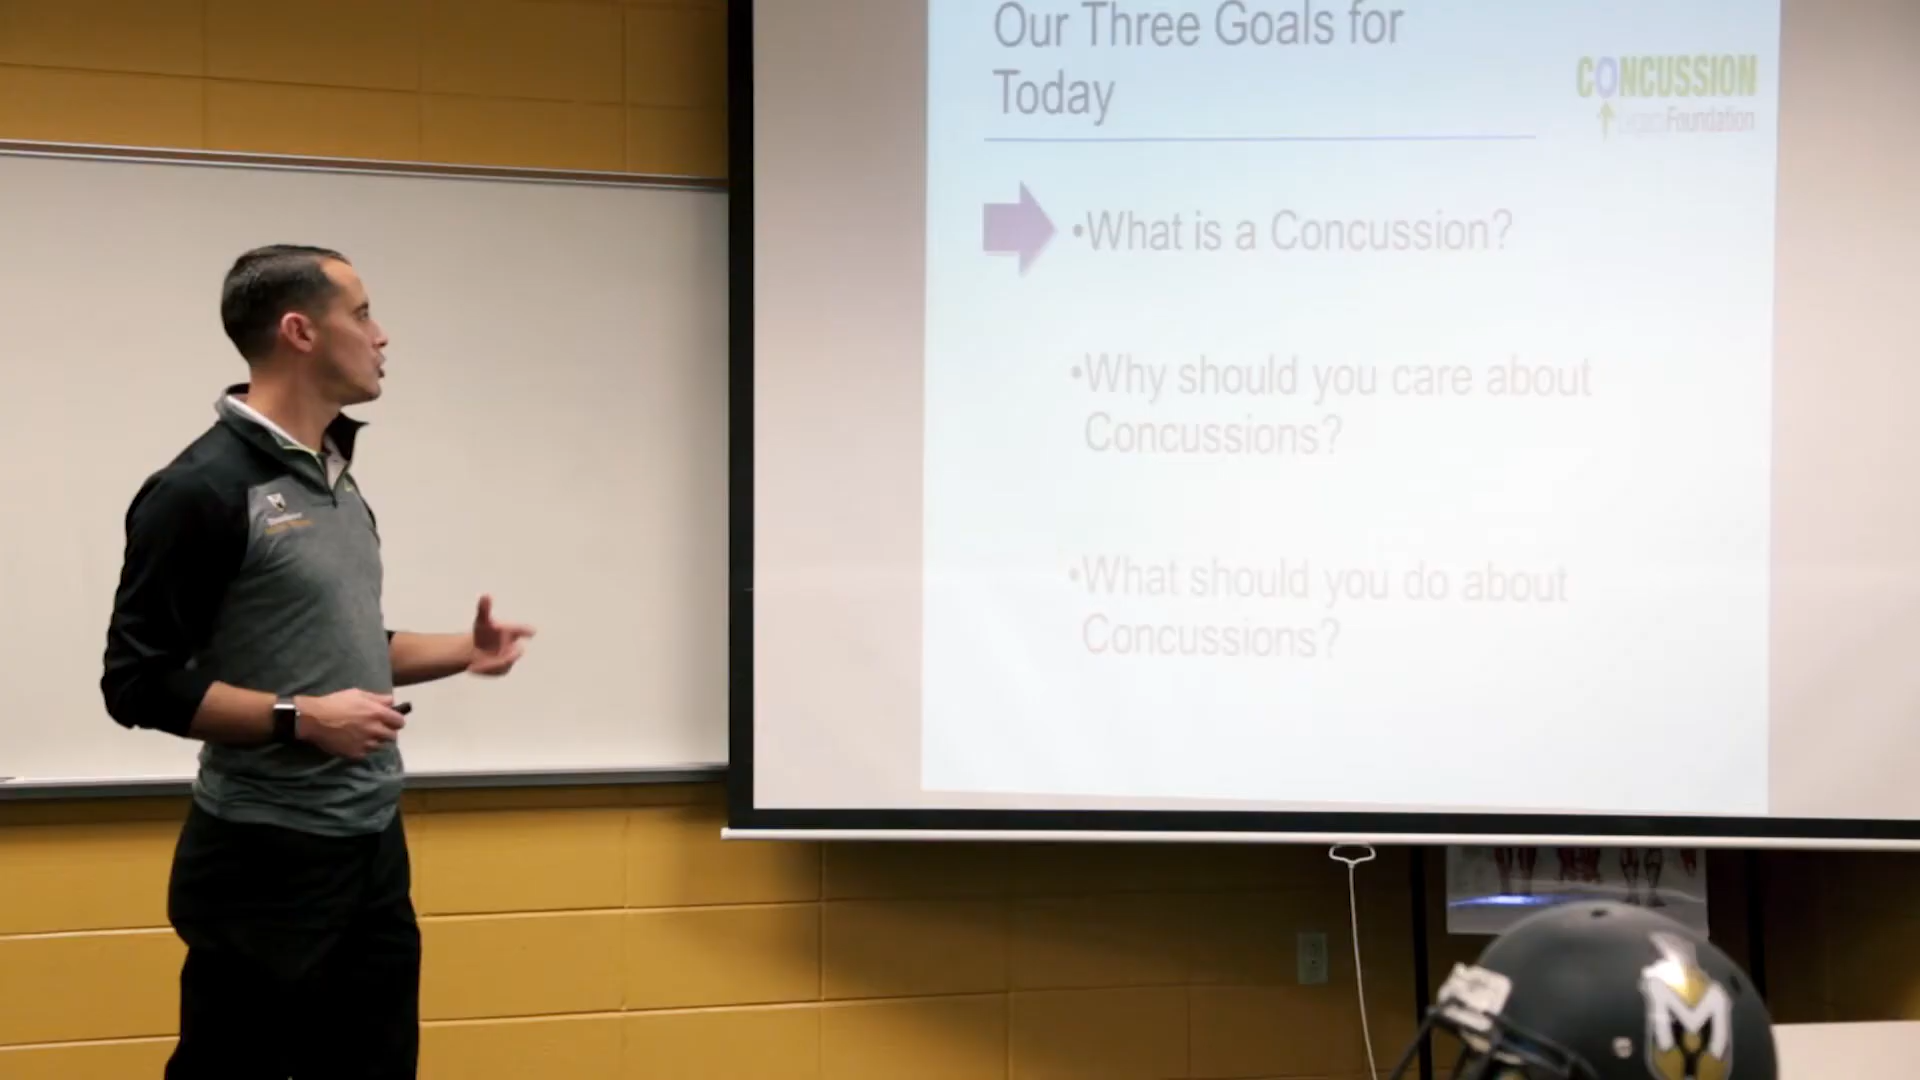 Our Three Goals for
Today
CONCUSSION
Legacy Foundation
•What is a Concussion?
•Why should you care about
Concussions?
•What should you do about
Concussions?
M